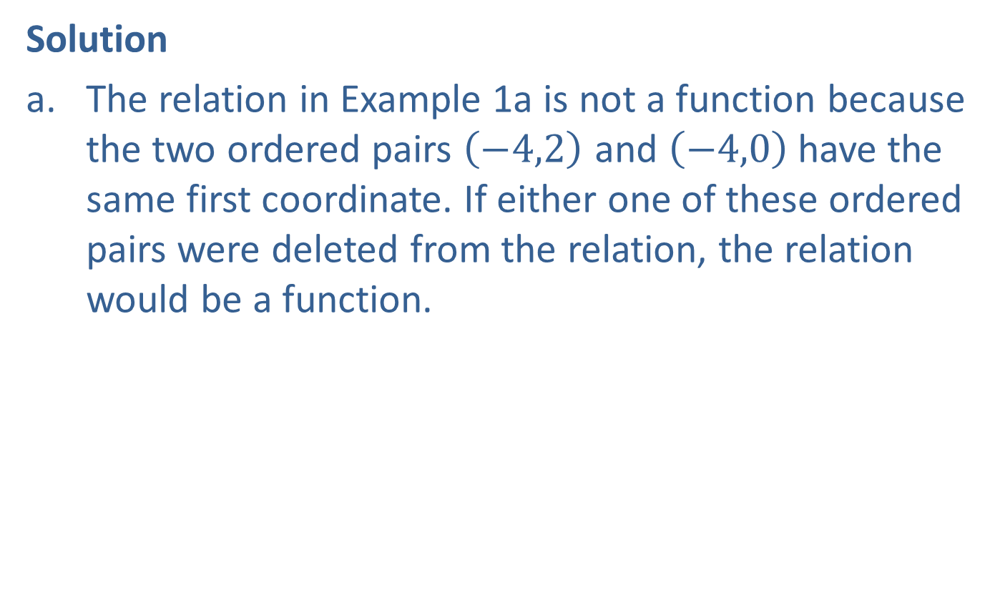 Solution
a. The relation in Example 1a is not a function because
the two ordered pairs (−4,2) and (−4,0) have the
same first coordinate. If either one of these ordered
pairs were deleted from the relation, the relation
would be a function.